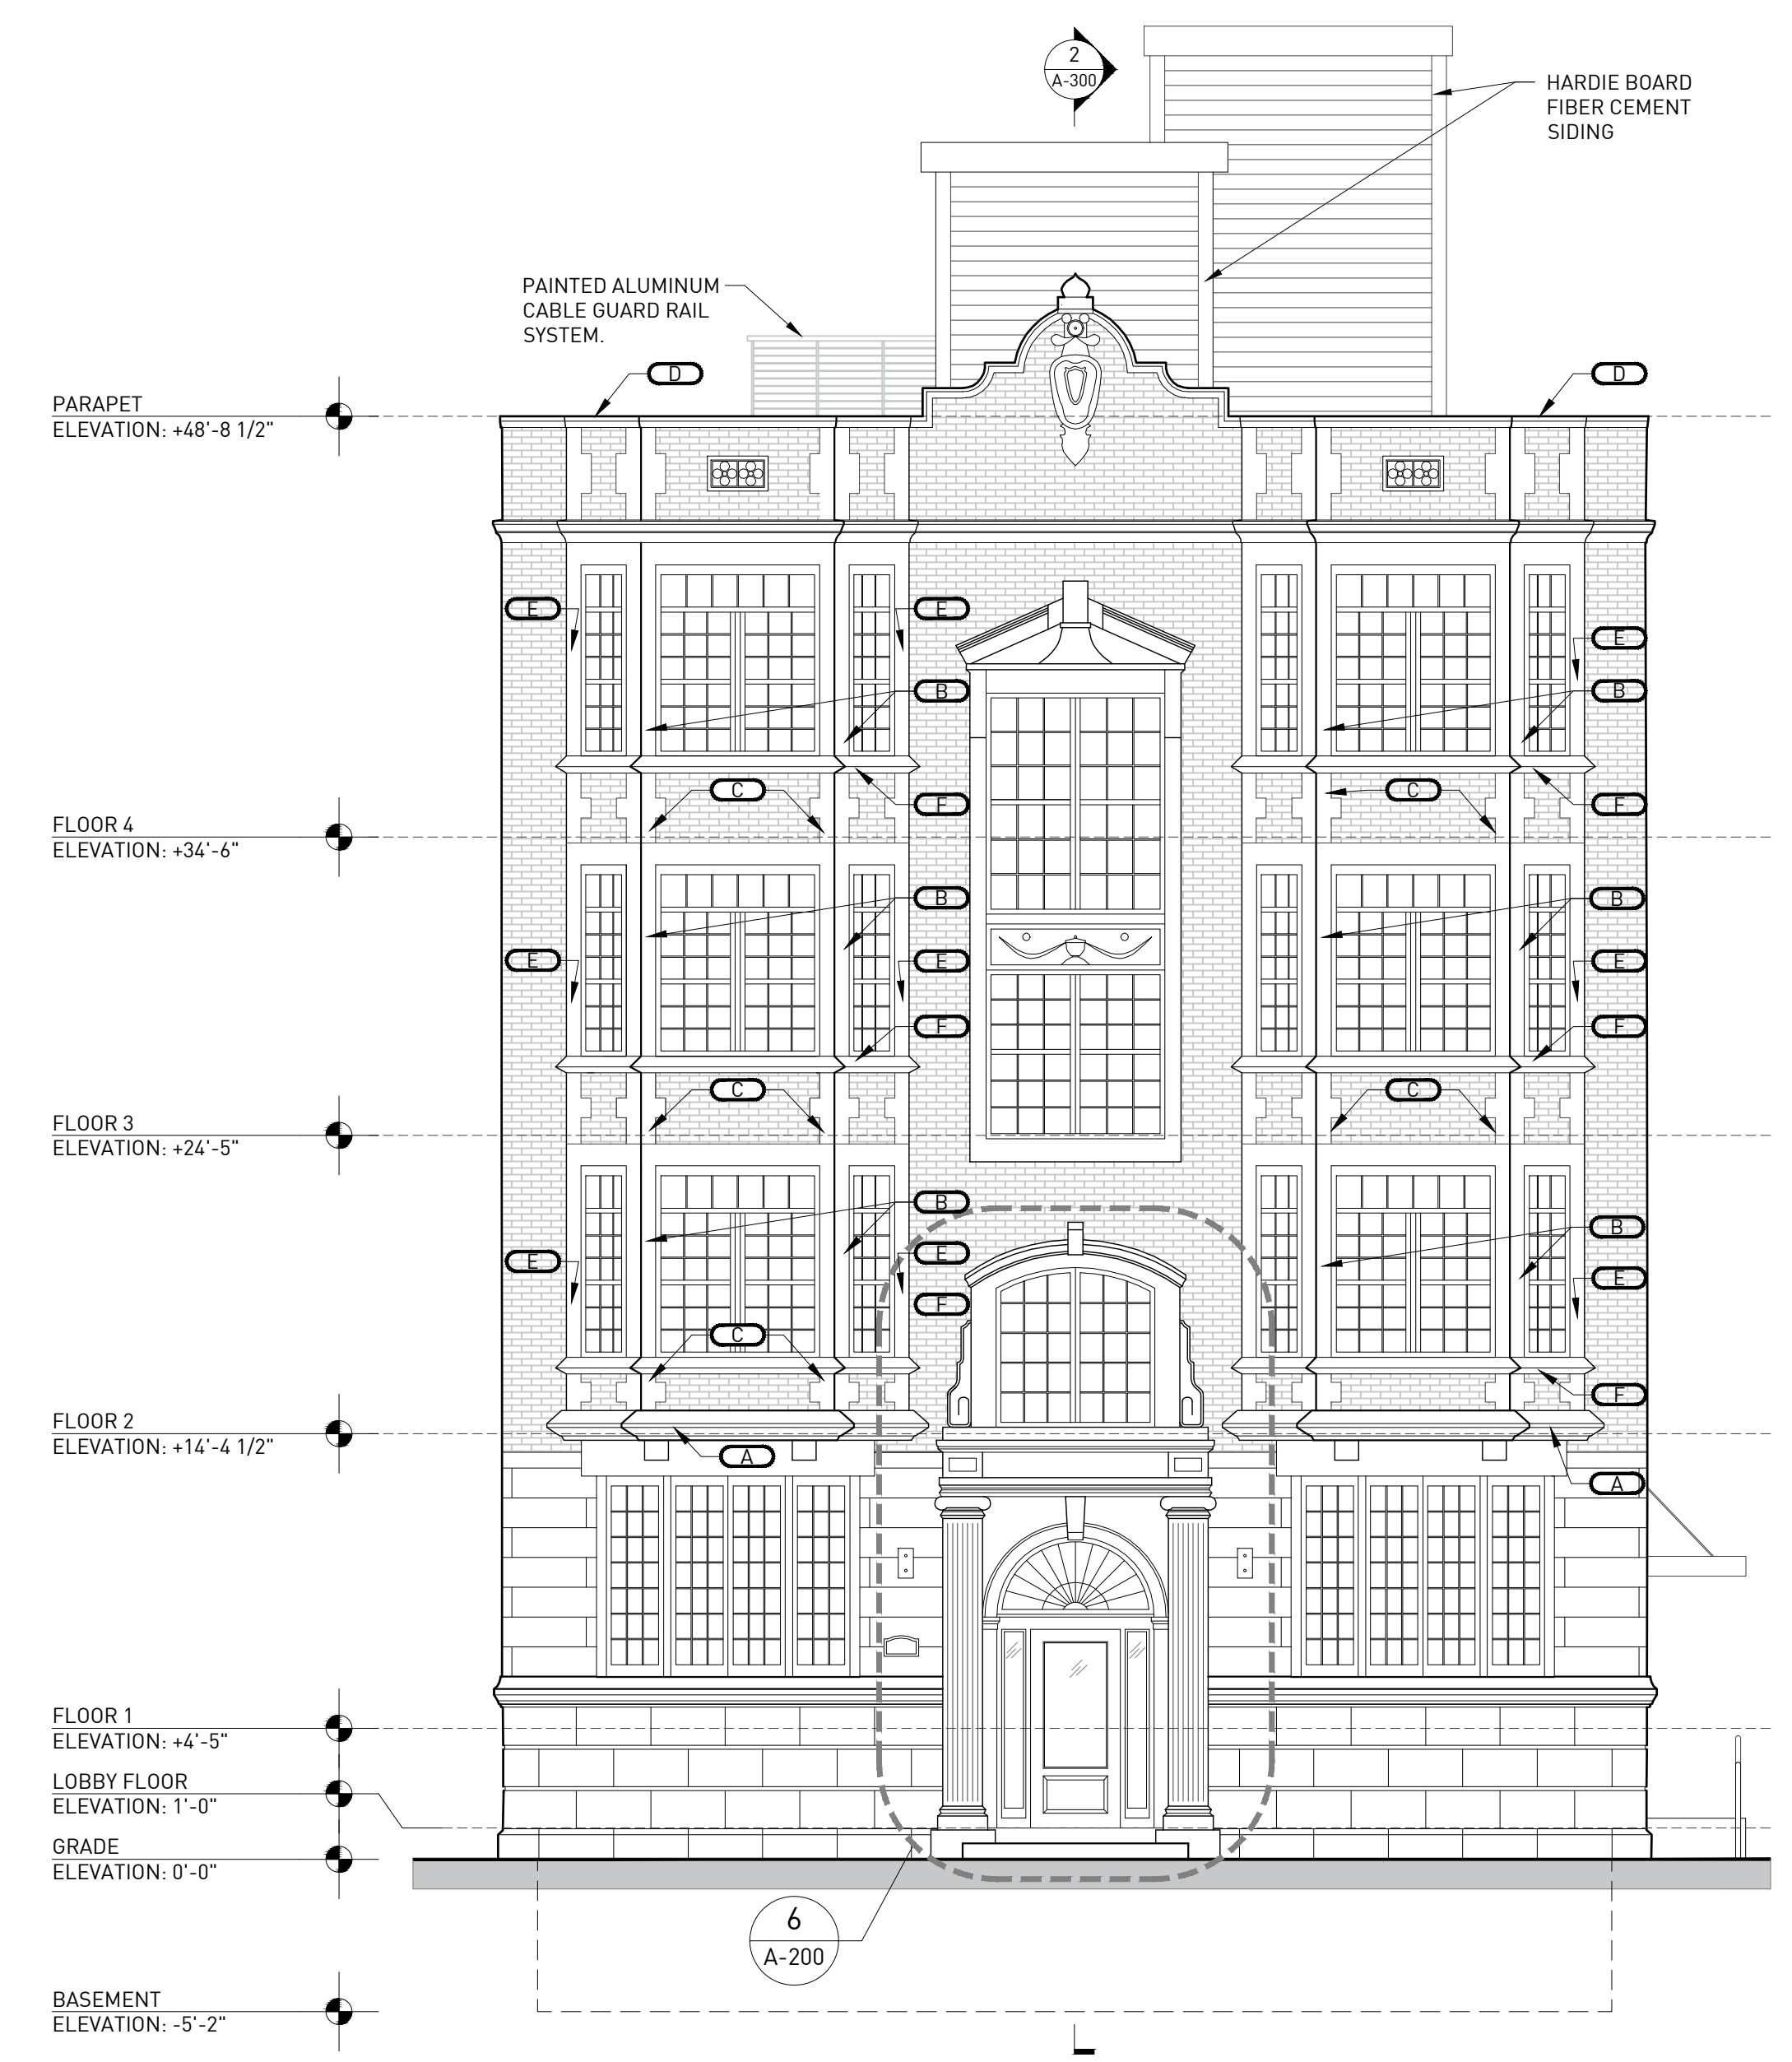 2
A-300
HARDIE BOARD
FIBER CEMENT
SIDING
PAINTED ALUMINUM
CABLE GUARD RAIL
SYSTEM.
D
D
PARAPET
ELEVATION: +48'-8 1/2"
E
E
E
B
B
C
C
F
F
FLOOR 4
ELEVATION: +34'-6"
B
B
E
E
E
F
F
C
C
FLOOR 3
ELEVATION: +24'-5"
B
B
E
E
E
F
C
F
FLOOR 2
ELEVATION: +14'-4 1/2"
A
A
FLOOR 1
ELEVATION: +4'-5"
LOBBY FLOOR
ELEVATION: 1'-0"
GRADE
ELEVATION: 0'-0"
6
A-200
BASEMENT
ELEVATION: -5'-2"